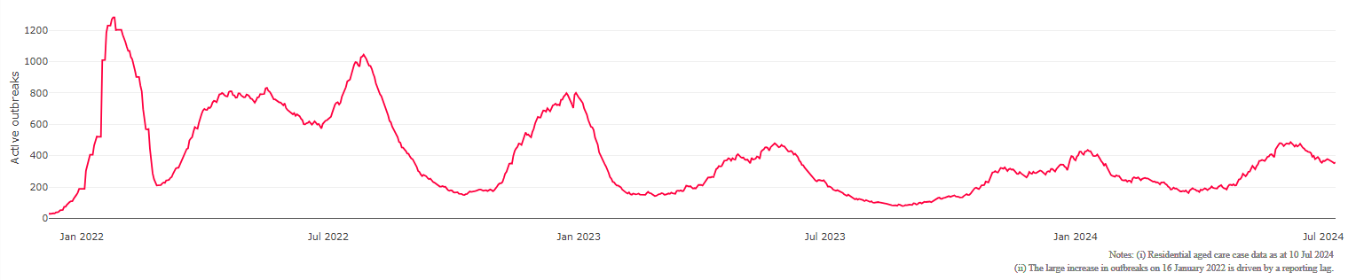 Active outbreaks
1200
1000
800
600
400
200
0
Jan 2022
Jul 2022
Jan 2023
Jul 2023
Jan 2024
Jul 2024
Notes: (i) Residential aged care case data as at 10 Jul 2024
(ii) The large increase in outbreaks on 16 January 2022 is driven by a reporting lag.